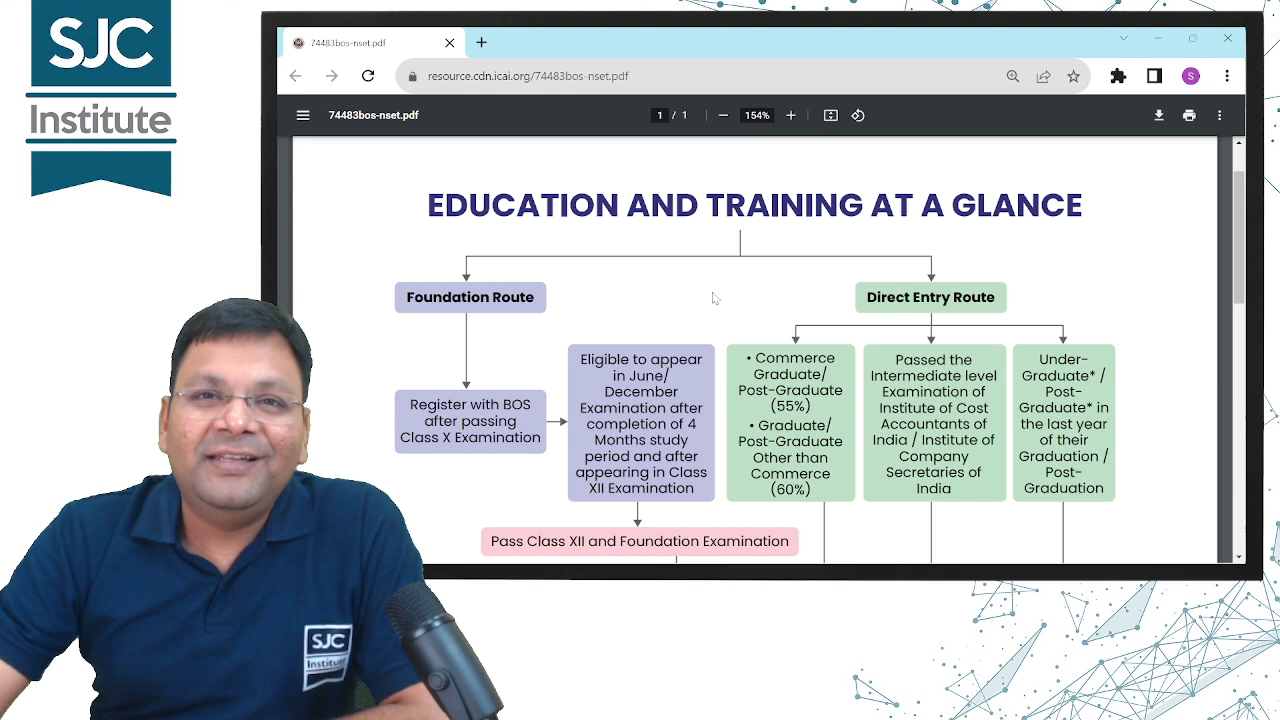 SJC
Institute
74483bos-nset.pdf
resource.cdn.icai.org/74483bos-nset.pdf
S
74483bos-nset.pdf
1 / 1
154%
EDUCATION AND TRAINING AT A GLANCE
Foundation Route
Direct Entry Route
Register with BOS
after passing
Class X Examination
Eligible to appear
in June/
December
Examination after
completion of 4
Months study
period and after
appearing in Class
XII Examination
• Commerce
Graduate/
Post-Graduate
(55%)
• Graduate/
Post-Graduate
Other than
Commerce
(60%)
Passed the
Intermediate level
Examination of
Institute of Cost
Accountants of
India / Institute of
Company
Secretaries of
India
Under-
Graduate* /
Post-
Graduate* in
the last year
of their
Graduation /
Post-
Graduation
Pass Class XII and Foundation Examination
SJC
Institute